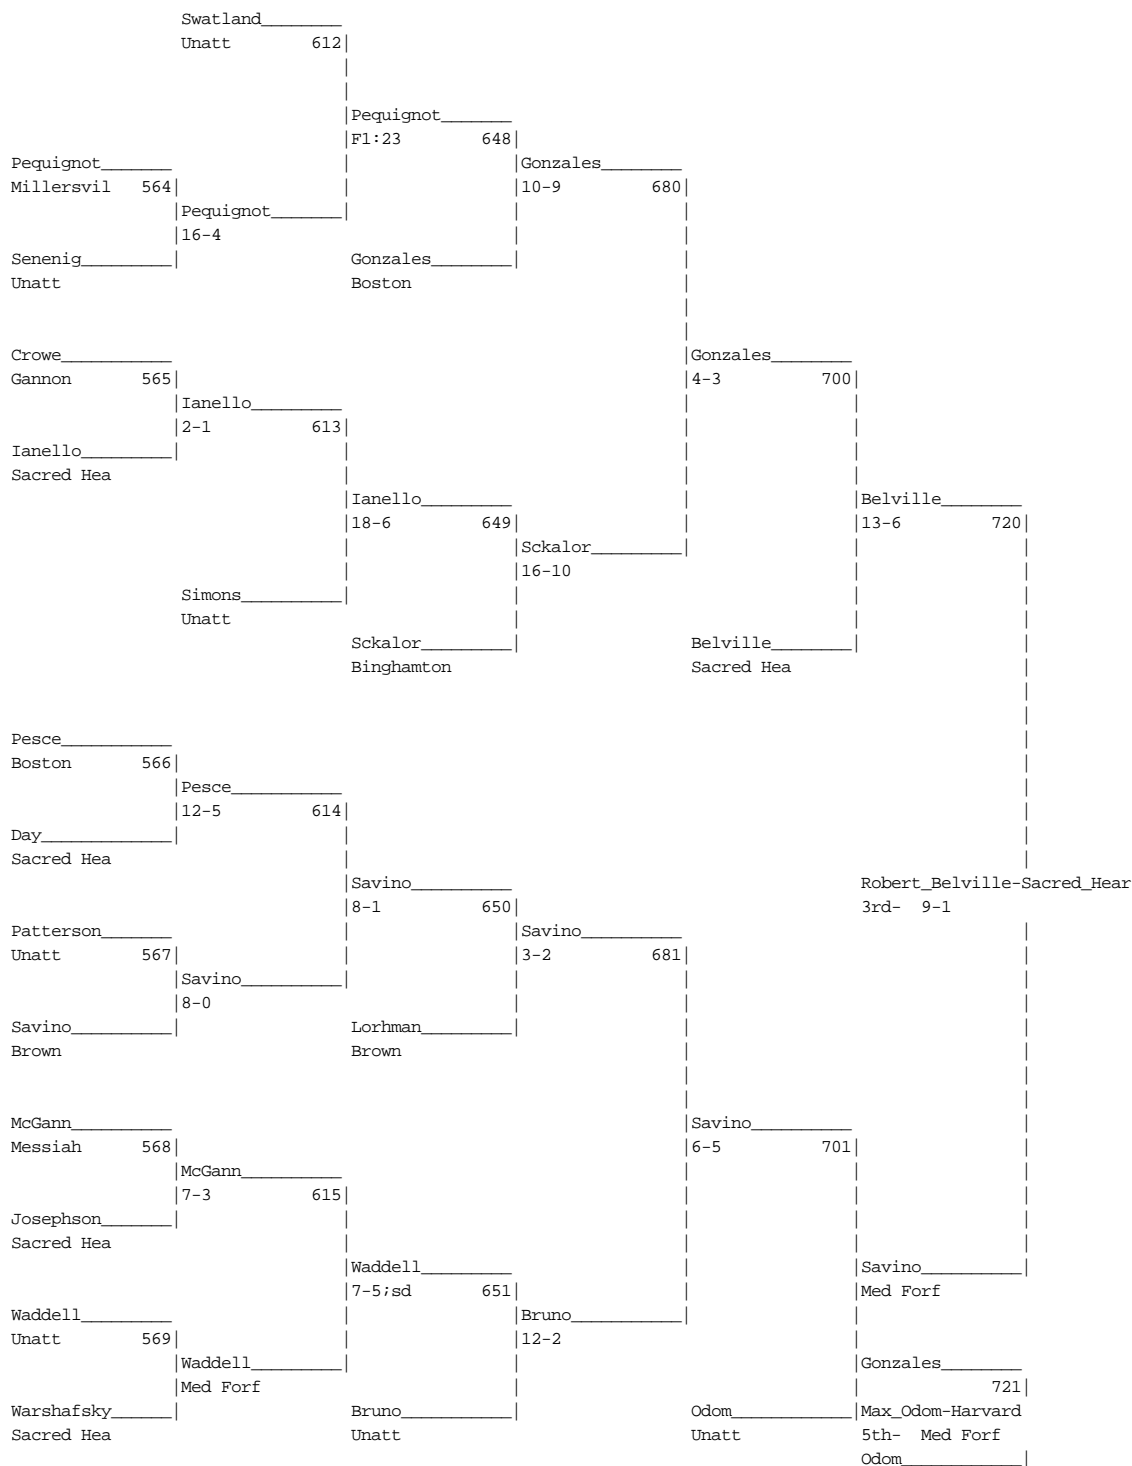 Swatland________
Unatt 612|
Pequignot_______
F1:23 648|
Pequignot_______ Gonzales________
Millersvil 564| 10-9 680|
Pequignot_______|
16-4
Senenig_________| Gonzales________|
Unatt Boston
Crowe___________ Gonzales________
Gannon 565| 4-3 700|
Ianello_________
2-1 613|
Ianello_________|
Sacred Hea
Ianello_________ Belville________
18-6 649| 13-6 720|
Sckalor_________|
16-10
Simons__________|
Unatt
Sckalor_________| Belville________|
Binghamton Sacred Hea
Pesce___________
Boston 566|
Pesce___________
12-5 614|
Day_____________|
Sacred Hea
Savino__________ Robert_Belville-Sacred_Hear
8-1 650| 3rd- 9-1
Patterson_______ Savino__________
Unatt 567| 3-2 681|
Savino__________|
8-0
Savino__________| Lorhman_________|
Brown Brown
McGann__________ Savino__________
Messiah 568| 6-5 701|
McGann__________
7-3 615|
Josephson_______|
Sacred Hea
Waddell_________ Savino__________|
7-5;sd 651| Med Forf
Waddell_________ Bruno___________|
Unatt 569| 12-2
Waddell_________| Gonzales________
Med Forf 721|
Warshafsky______| Bruno___________| Odom____________|Max_Odom-Harvard
Sacred Hea Unatt Unatt 5th- Med Forf
Odom____________|